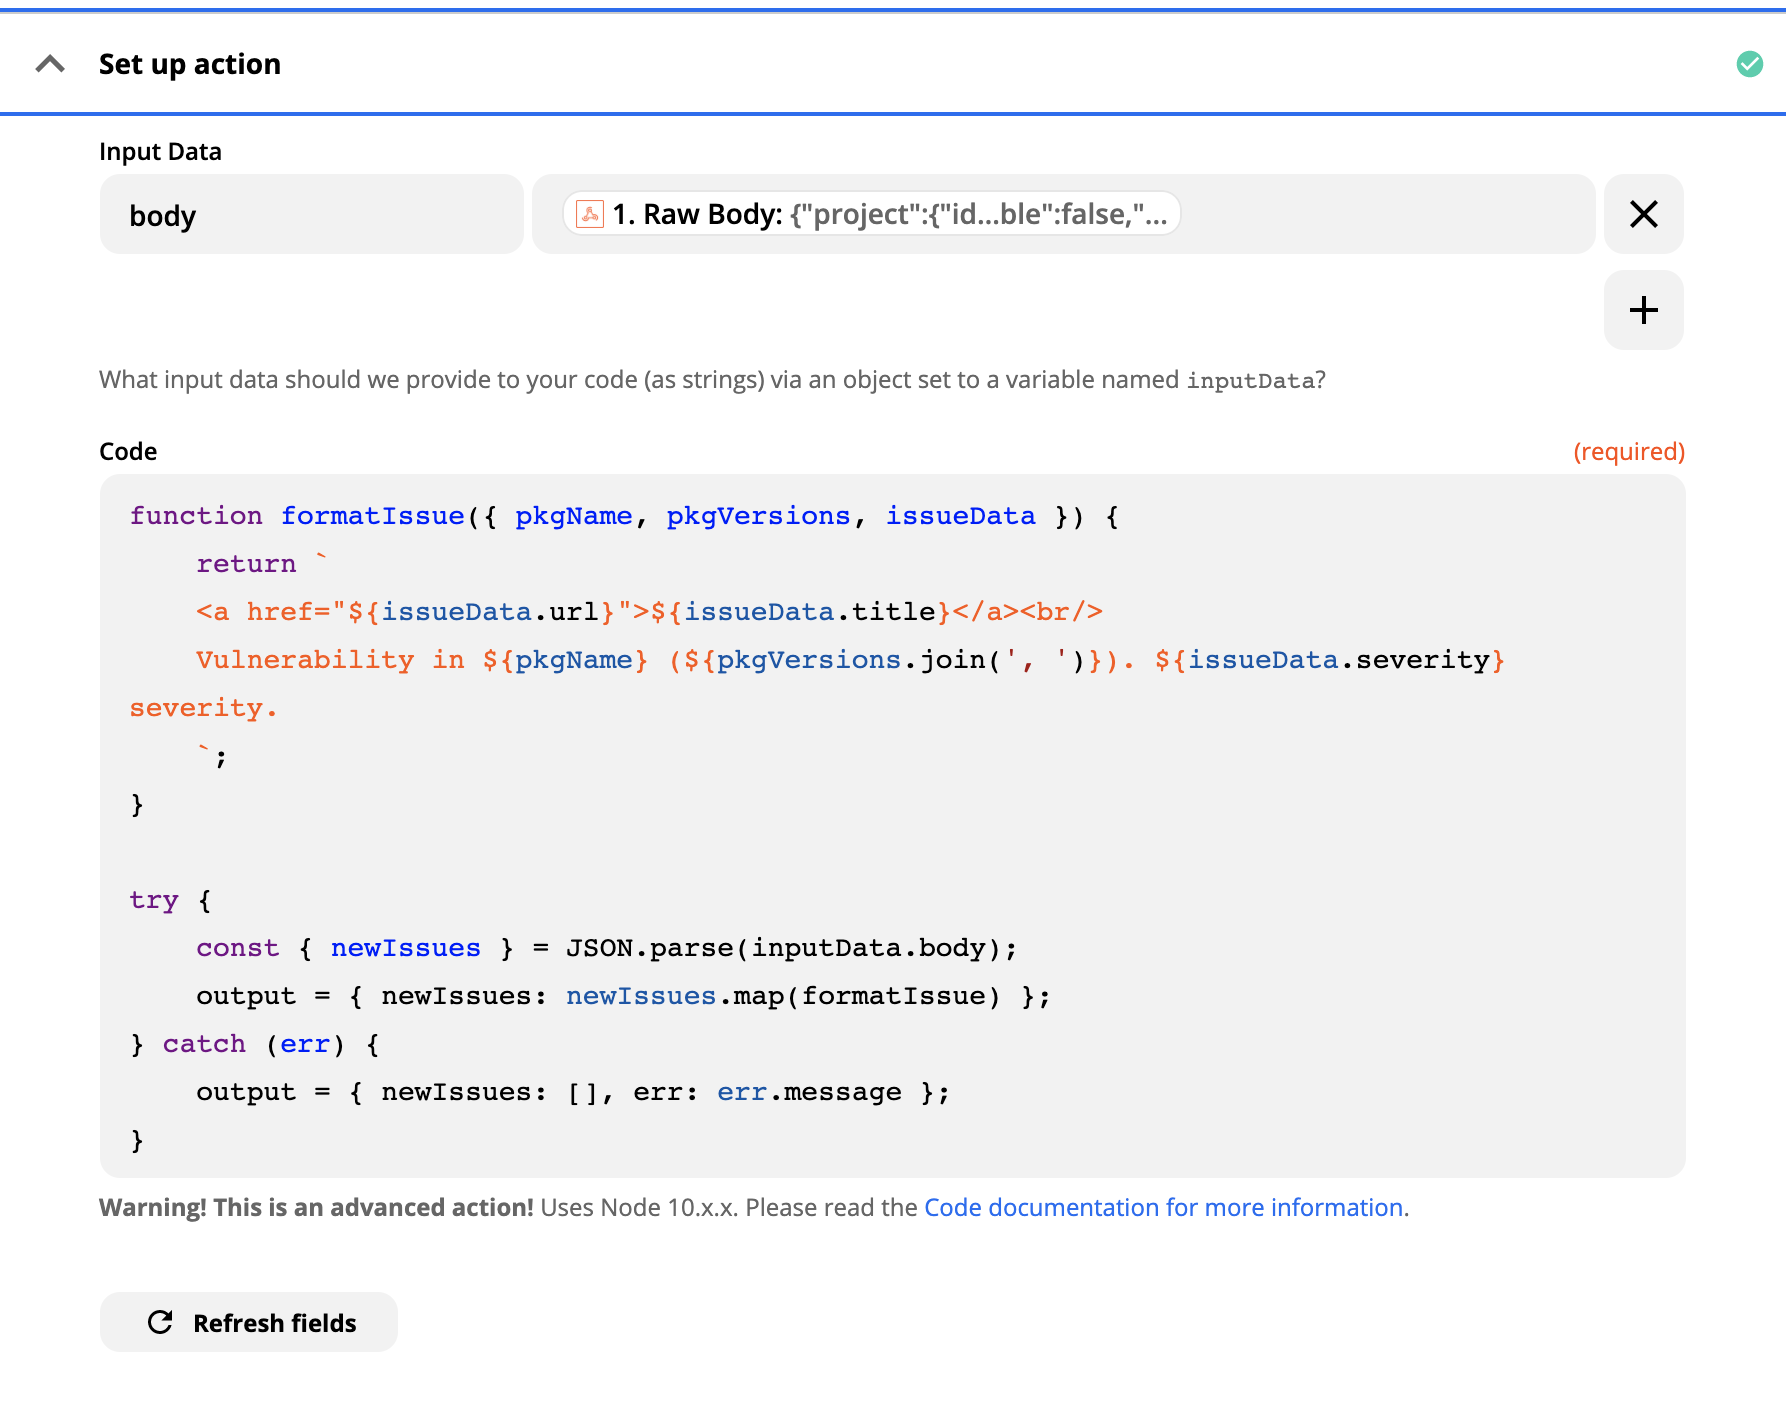 Set up action
Input Data
body
1. Raw Body: {"project":{"id...ble":false,"...
What input data should we provide to your code (as strings) via an object set to a variable named inputData?
Code
(required)
function formatIssue({ pkgName, pkgVersions, issueData }) {
    return `
    <a href="${issueData.url}">${issueData.title}</a><br/>
    Vulnerability in ${pkgName} (${pkgVersions.join(', ')}). ${issueData.severity}
severity.
    `;
}

try {
    const { newIssues } = JSON.parse(inputData.body);
    output = { newIssues: newIssues.map(formatIssue) };
} catch (err) {
    output = { newIssues: [], err: err.message };
}
Warning! This is an advanced action! Uses Node 10.x.x. Please read the Code documentation for more information.
Refresh fields